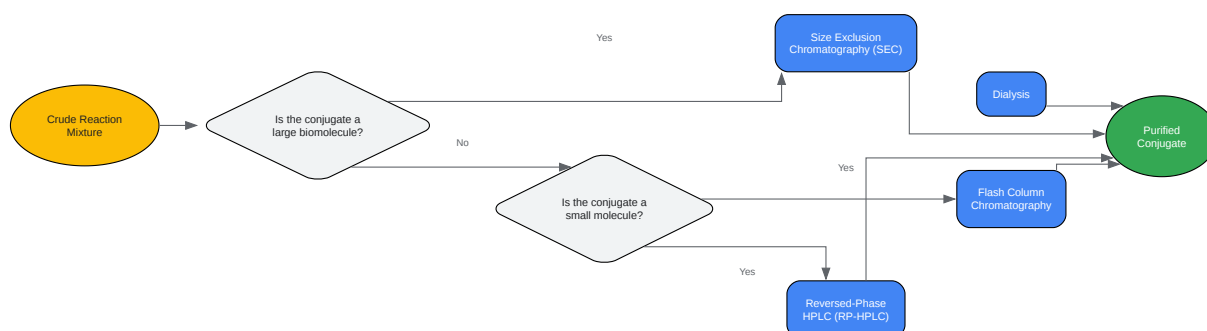 Crude Reaction
Mixture
Is the conjugate a
large biomolecule?
Yes
Size Exclusion
Chromatography (SEC)
No
Is the conjugate a
small molecule?
Yes
Reversed-Phase
HPLC (RP-HPLC)
Yes
Flash Column
Chromatography
Dialysis
Purified
Conjugate